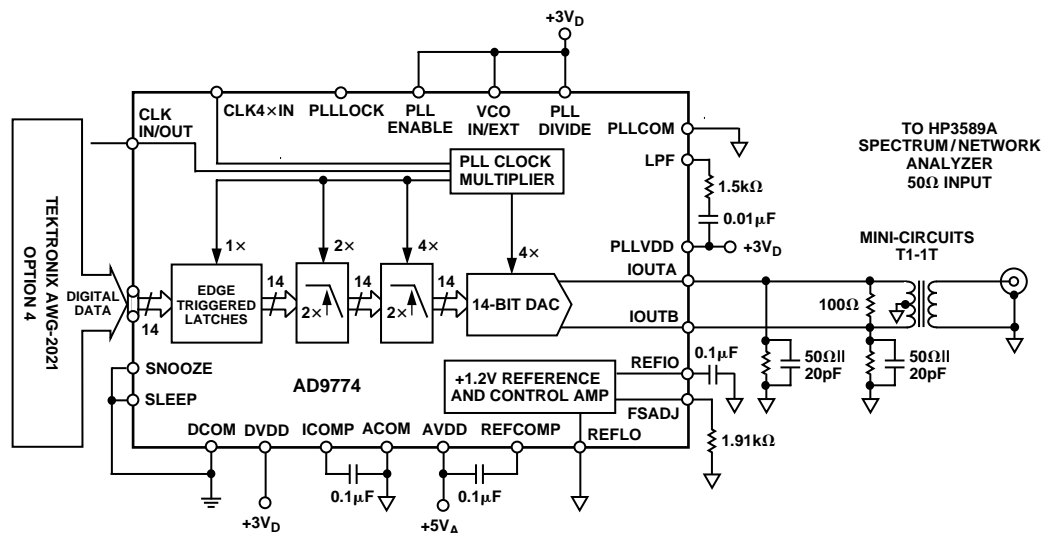 +3VD
CLK
IN/OUT
CLK4×IN
PLLLOCK
PLL
ENABLE
VCO
IN/EXT
PLL
DIVIDE
PLLCOM
LPF
1.5kΩ
0.01µF
PLLVDD
+3VD
TO HP3589A
SPECTRUM/NETWORK
ANALYZER
50Ω INPUT
MINI-CIRCUITS
T1-1T
PLL CLOCK
MULTIPLIER
1×
2×
4×
4×
TEKTRONIX AWG-2021
OPTION 4
DIGITAL
DATA
14
14
EDGE
TRIGGERED
LATCHES
14
2×
14
2×
14
14-BIT DAC
IOUTA
IOUTB
100Ω
50Ω||
20pF
50Ω||
20pF
SNOOZE
SLEEP
AD9774
+1.2V REFERENCE
AND CONTROL AMP
REFIO
0.1µF
FSADJ
1.91kΩ
DCOM
DVDD
ICOMP
ACOM
AVDD
REFCOMP
REFLO
0.1µF
0.1µF
+3VD
+5VA